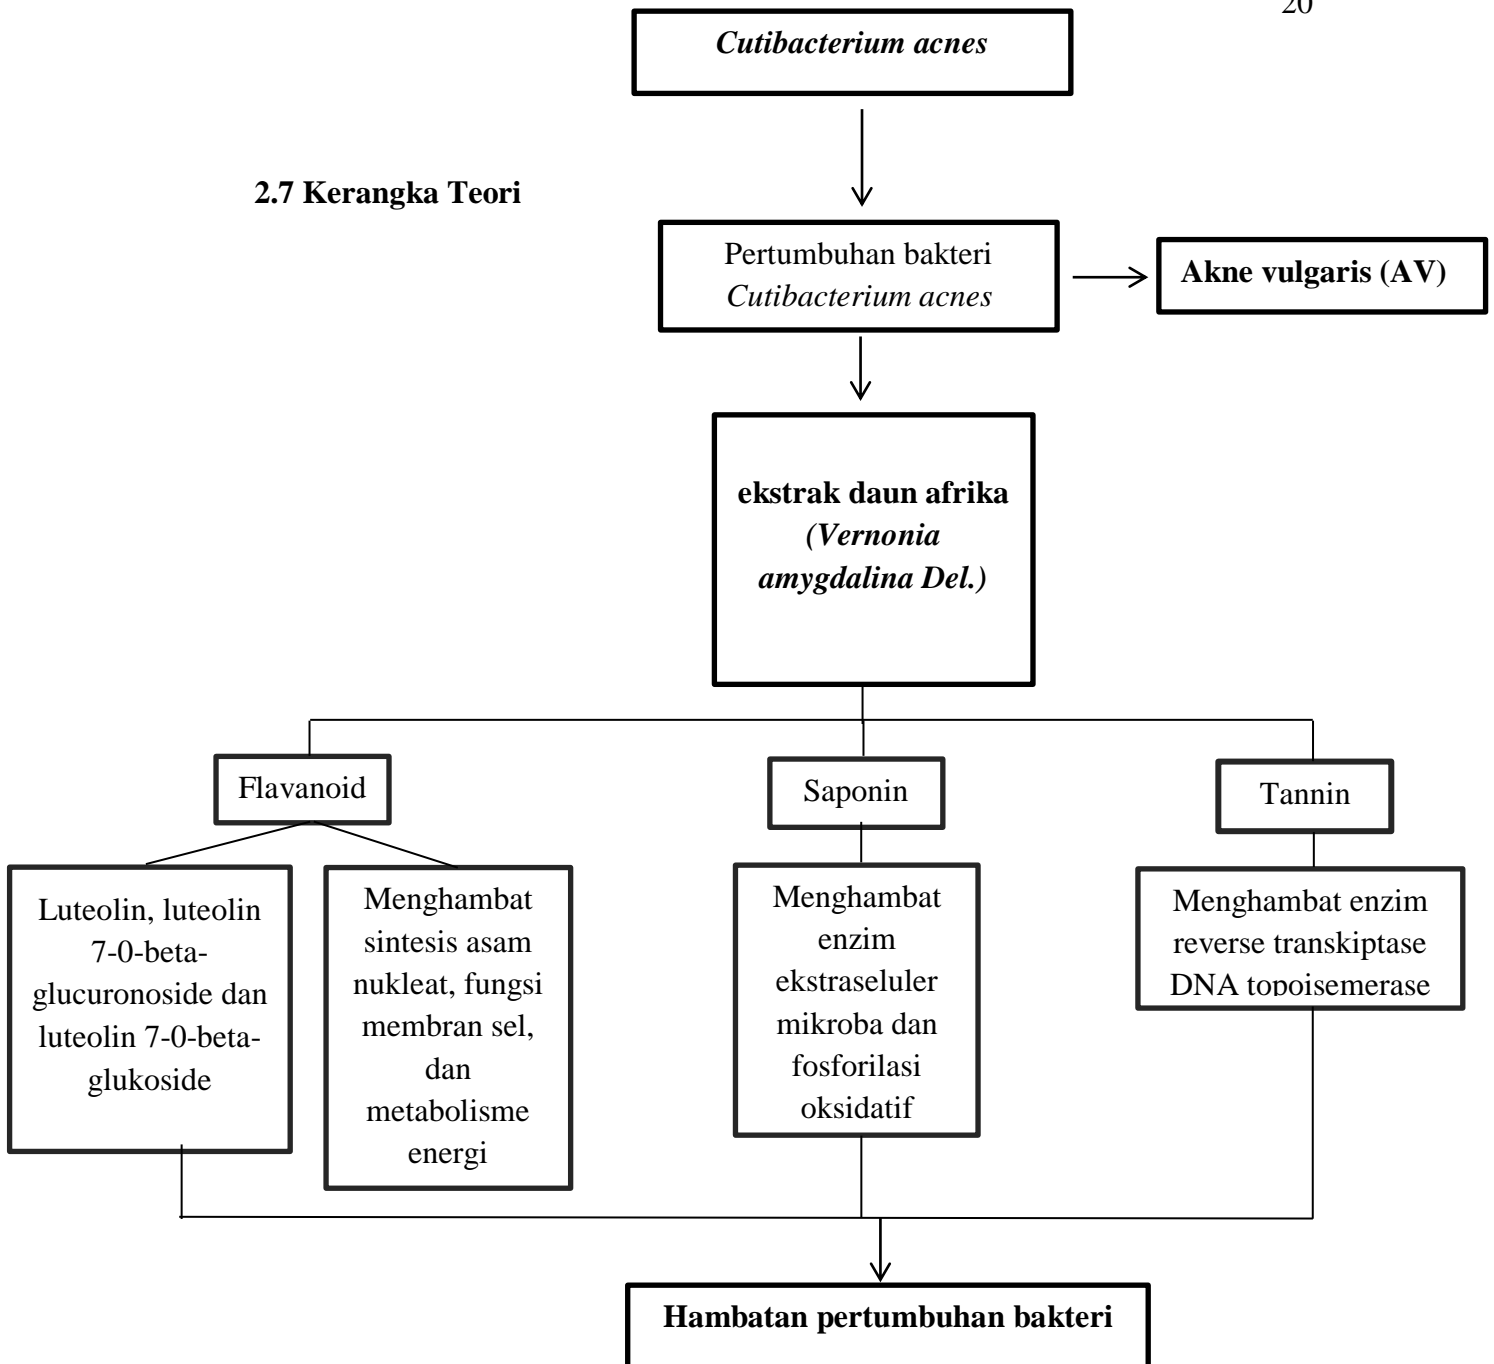 20
Cutibacterium acnes
2.7 Kerangka Teori
Pertumbuhan bakteri
Cutibacterium acnes
Akne vulgaris (AV)
ekstrak daun afrika
(Vernonia
amygdalina Del.)
Flavanoid
Saponin
Tannin
Luteolin, luteolin
7-0-beta-
glucuronoside dan
luteolin 7-0-beta-
glukoside
Menghambat
sintesis asam
nukleat, fungsi
membran sel,
dan
metabolisme
energi
Menghambat
enzim
ekstraseluler
mikroba dan
fosforilasi
oksidatif
Menghambat enzim
reverse transkiptase
DNA topoisemerase
Hambatan pertumbuhan bakteri